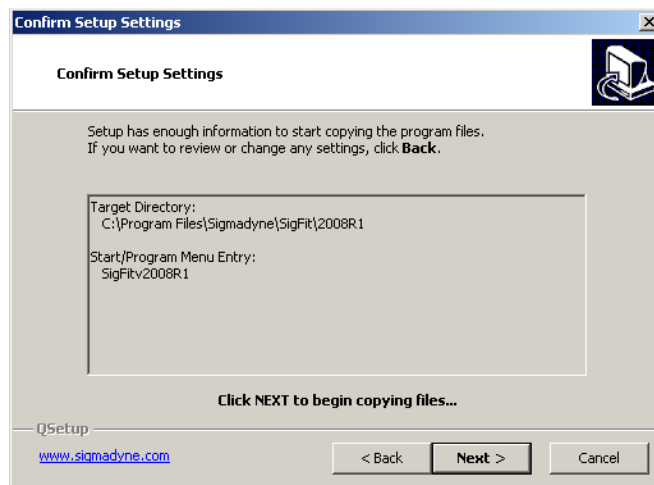 Confirm Setup Settings
Confirm Setup Settings
Setup has enough information to start copying the program files.
If you want to review or change any settings, click Back.
Target Directory:
C:\Program Files\Sigmadyne\SigFit\2008R1
Start/Program Menu Entry:
SigFitv2008R1
Click NEXT to begin copying files...
QSetup
www.sigmadyne.com
< Back
Next >
Cancel